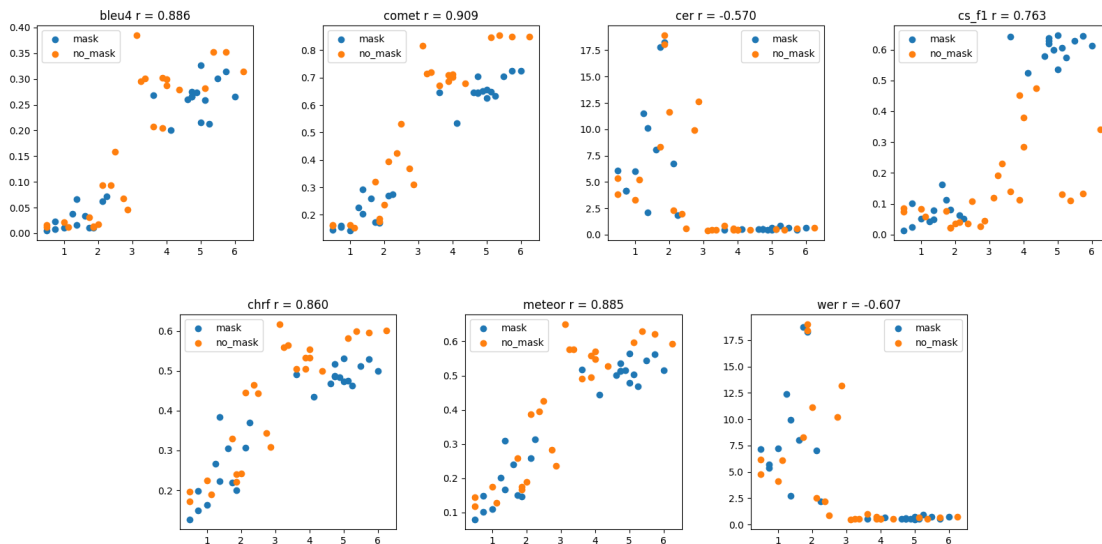 bleu4 r = 0.886
mask
no_mask
0.40
0.35
0.30
0.25
0.20
0.15
0.10
0.05
0.00
1 2 3 4 5 6
comet r = 0.909
mask
no_mask
0.8
0.7
0.6
0.5
0.4
0.3
0.2
1 2 3 4 5 6
cer r = -0.570
mask
no_mask
17.5
15.0
12.5
10.0
7.5
5.0
2.5
0.0
1 2 3 4 5 6
cs_f1 r = 0.763
mask
no_mask
0.6
0.5
0.4
0.3
0.2
0.1
0.0
1 2 3 4 5 6
chrf r = 0.860
mask
no_mask
0.6
0.5
0.4
0.3
0.2
1 2 3 4 5 6
meteor r = 0.885
mask
no_mask
0.6
0.5
0.4
0.3
0.2
0.1
1 2 3 4 5 6
wer r = -0.607
mask
no_mask
17.5
15.0
12.5
10.0
7.5
5.0
2.5
0.0
1 2 3 4 5 6